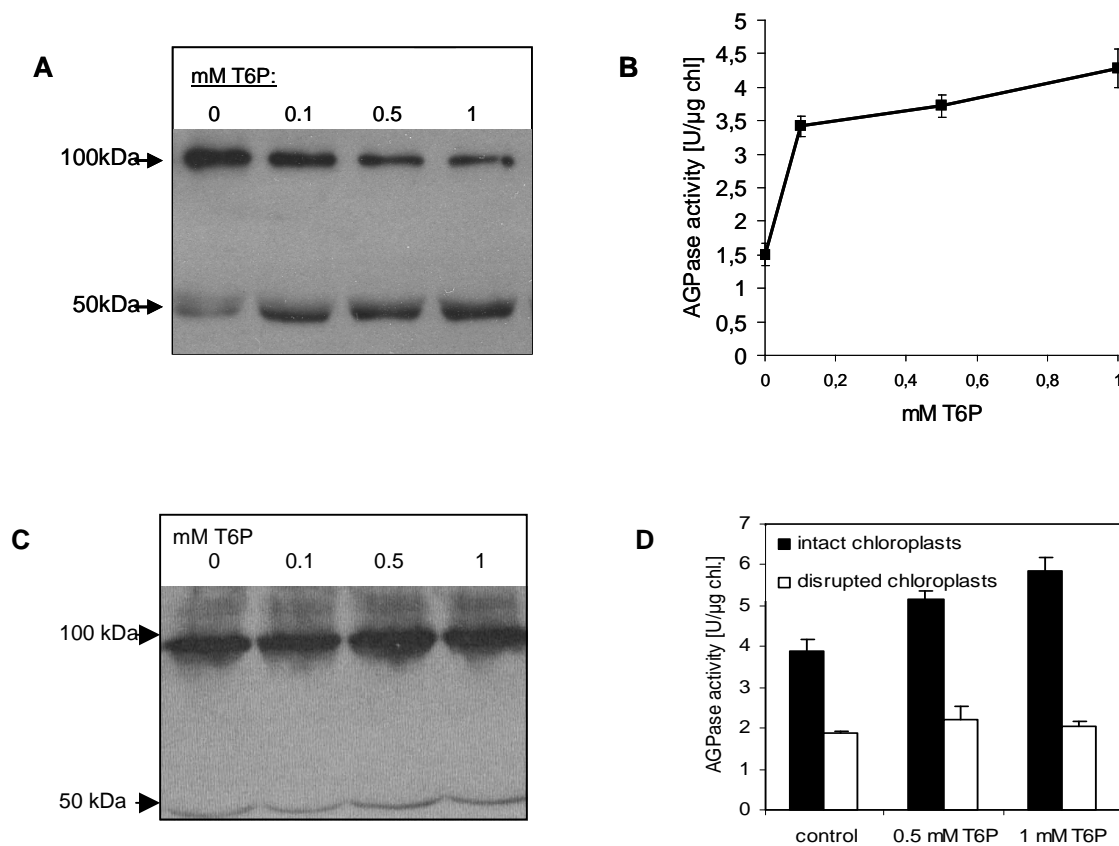 A
mM T6P:
0 0.1 0.5 1
100kDa
50kDa
B
AGPase activity [U/µg chl]
5
4,5
4
3,5
3
2,5
2
1,5
1
0,5
0
0 0,2 0,4 0,6 0,8 1
mM T6P
C
mM T6P
0 0.1 0.5 1
100 kDa
50 kDa
D
AGPase activity [U/µg chl.]
7
6
5
4
3
2
1
0
intact chloroplasts
disrupted chloroplasts
control 0.5 mM T6P 1 mM T6P